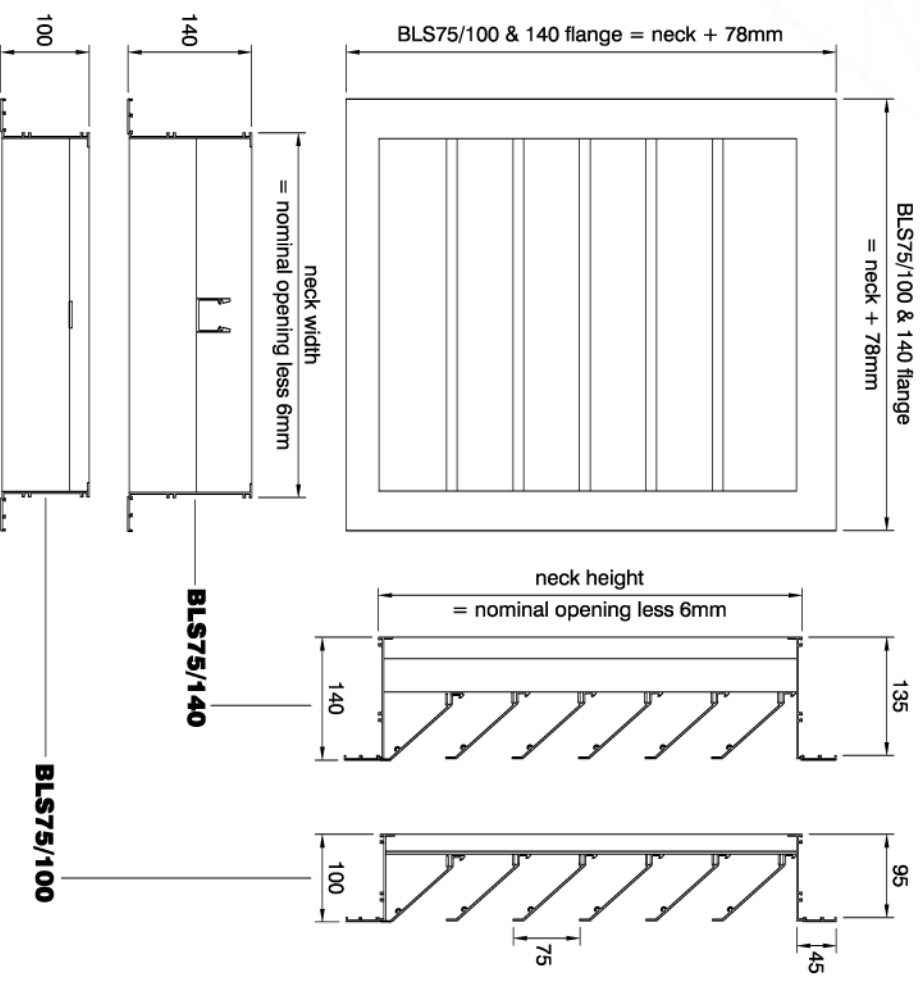 BLS75/100 & 140 flange = neck + 78mm
100
140
BLS75/100 & 140 flange
= neck + 78mm
neck width
= nominal opening less 6mm
neck height
= nominal opening less 6mm
BLS75/140
140
135
BLS75/100
100
95
75
45